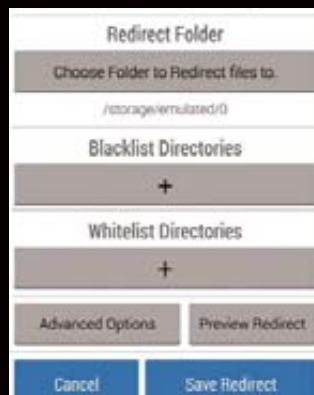 Redirect Folder
Choose Folder to Redirect files to.
/storage/emulated/0
Blacklist Directories
+
Whitelist Directories
+
Advanced Options Preview Redirect
Cancel Save Redirect